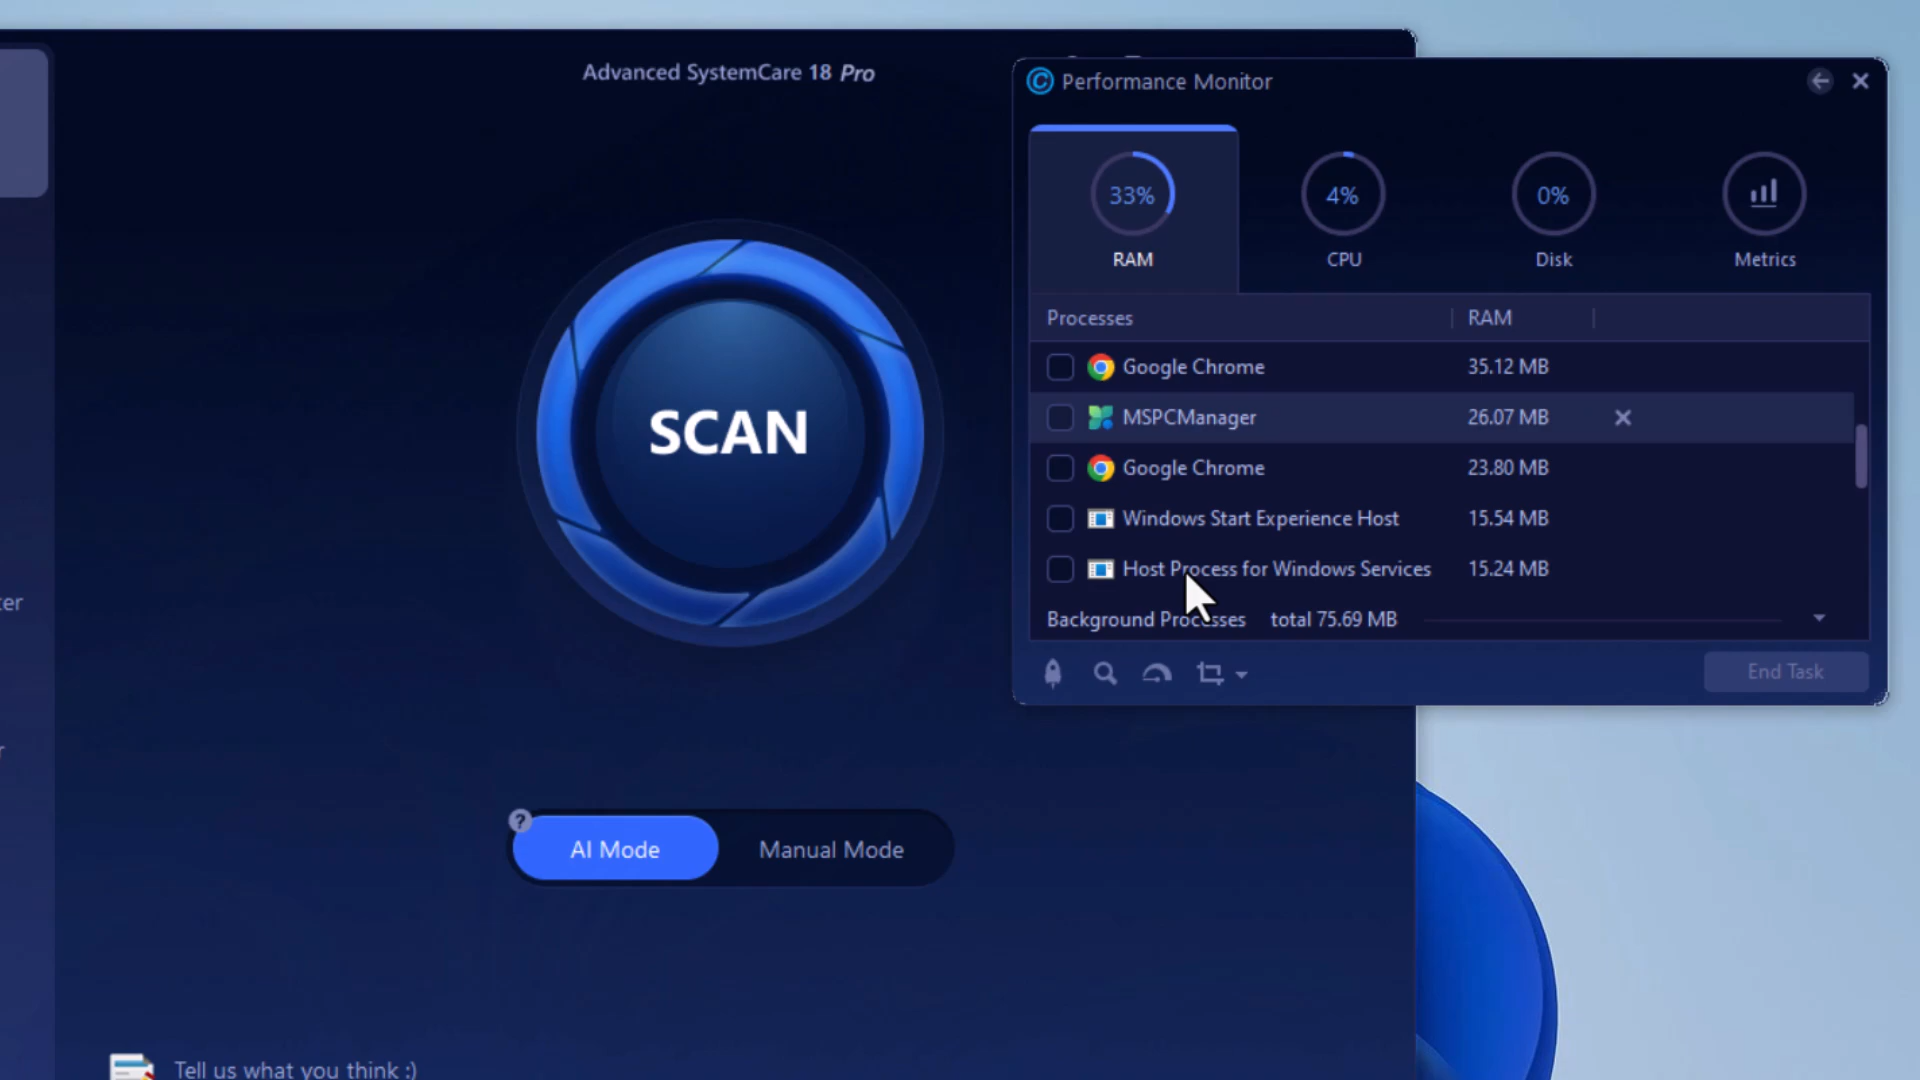 Advanced SystemCare 18 Pro
SCAN
?
AI Mode
Manual Mode
ter
r
Tell us what you think :)
Performance Monitor
33%
RAM
4%
CPU
0%
Disk
Metrics
Processes RAM
Google Chrome 35.12 MB
MSPCManager 26.07 MB
Google Chrome 23.80 MB
Windows Start Experience Host 15.54 MB
Host Process for Windows Services 15.24 MB
Background Processes total 75.69 MB
End Task